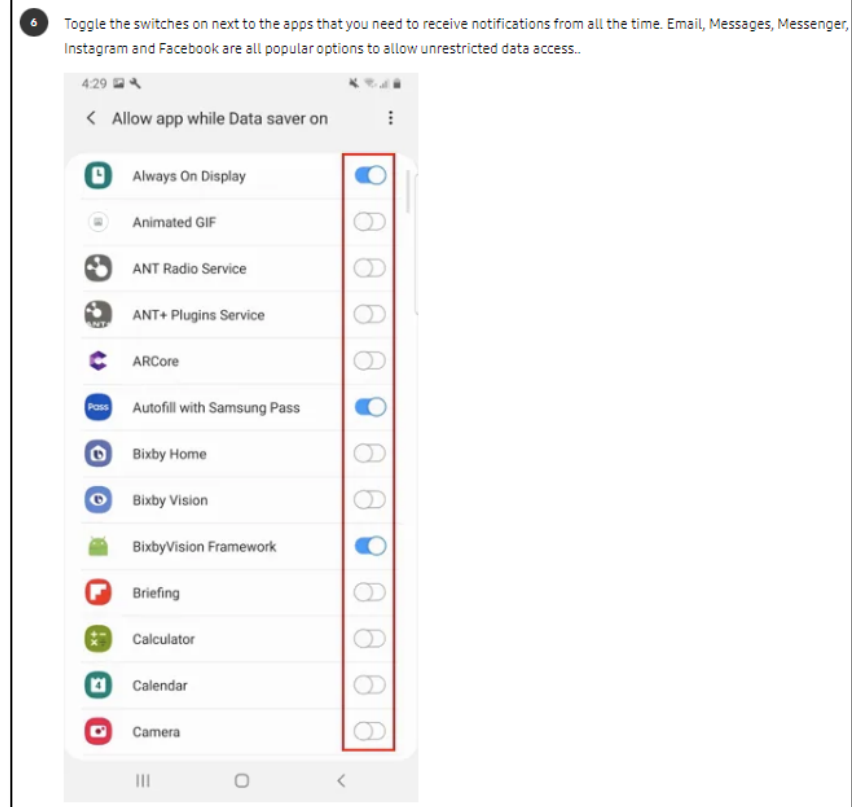 6
Toggle the switches on next to the apps that you need to receive notifications from all the time. Email, Messages, Messenger,
Instagram and Facebook are all popular options to allow unrestricted data access..
4:29
Allow app while Data saver on
Always On Display
Animated GIF
ANT Radio Service
ANT+ Plugins Service
ANT+
ARCore
Pass
Autofill with Samsung Pass
Bixby Home
Bixby Vision
BixbyVision Framework
Briefing
Calculator
4
Calendar
Camera